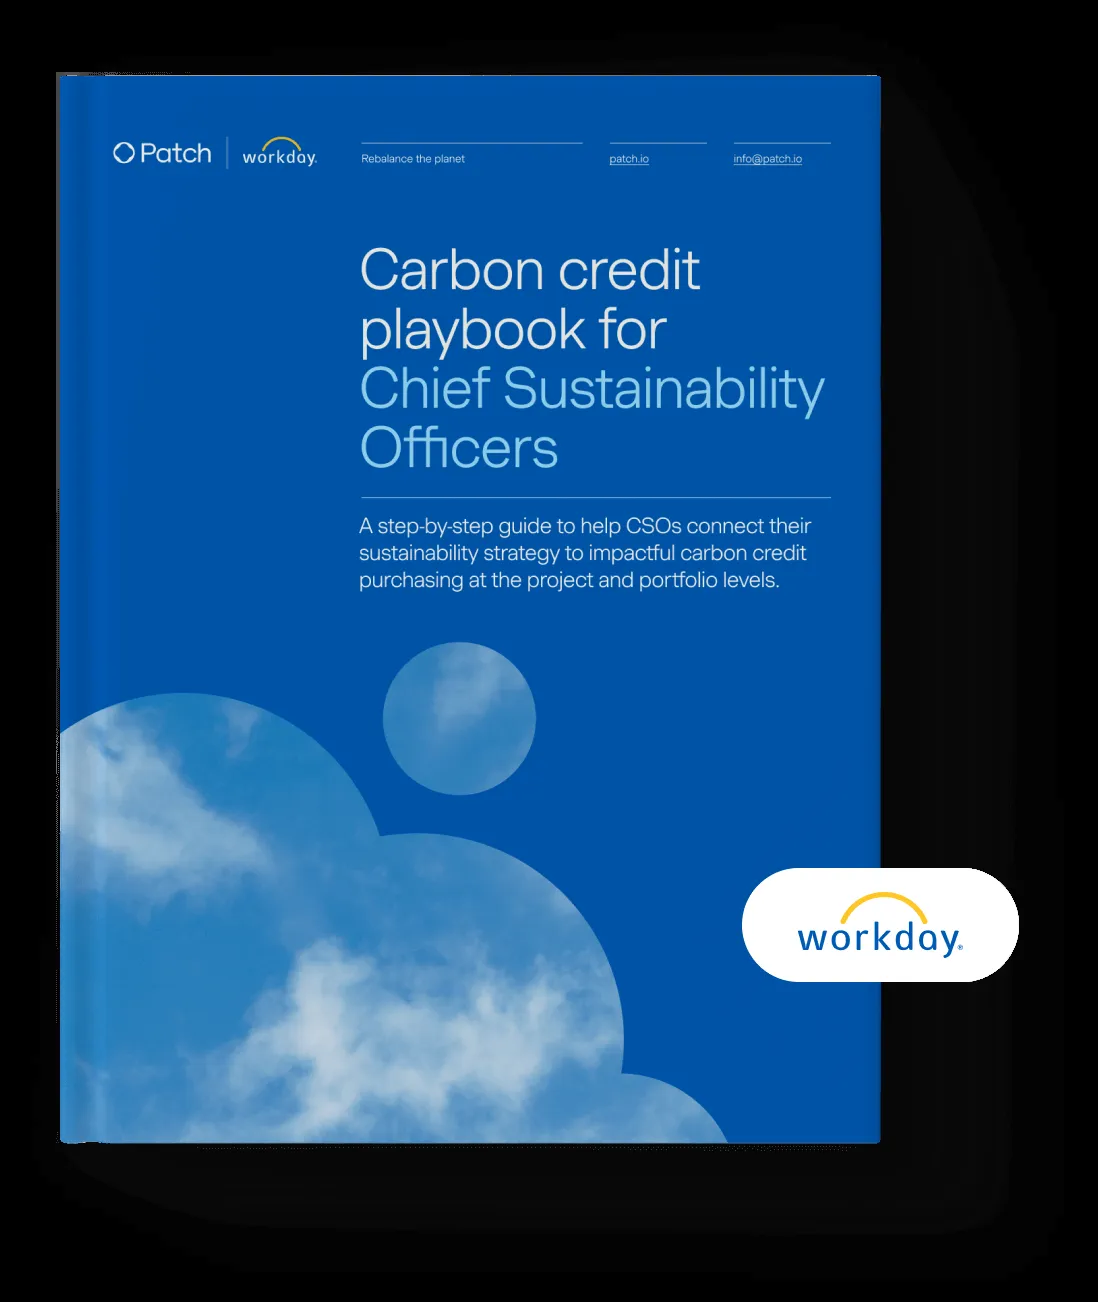 Patch | workday.
Rebalance the planet
patch.io
info@patch.io
Carbon credit
playbook for
Chief Sustainability
Officers
A step-by-step guide to help CSOs connect their
sustainability strategy to impactful carbon credit
purchasing at the project and portfolio levels.
workday®